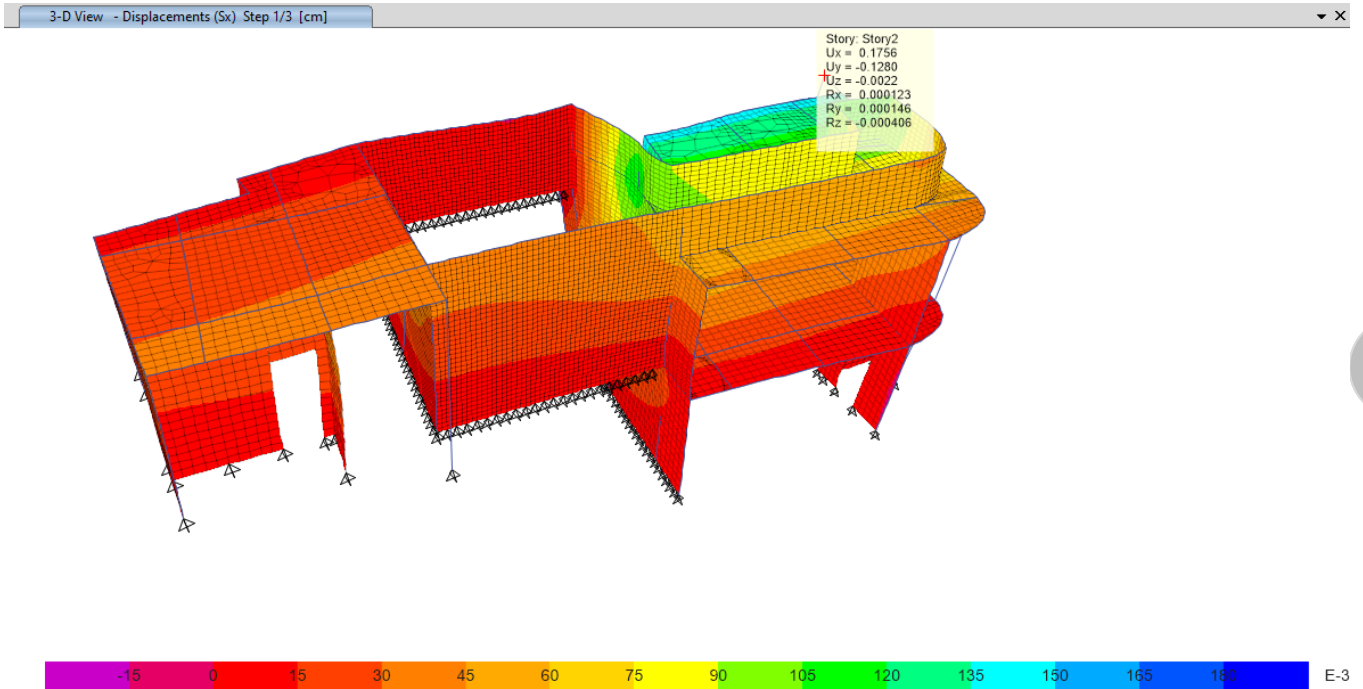 3-D View - Displacements (Sx) Step 1/3 [cm]
Story: Story2
Ux = 0.1756
Uy = -0.1280
Uz = -0.0022
Rx = 0.000123
Ry = 0.000146
Rz = -0.000406
-15 0 15 30 45 60 75 90 105 120 135 150 165 180 E-3